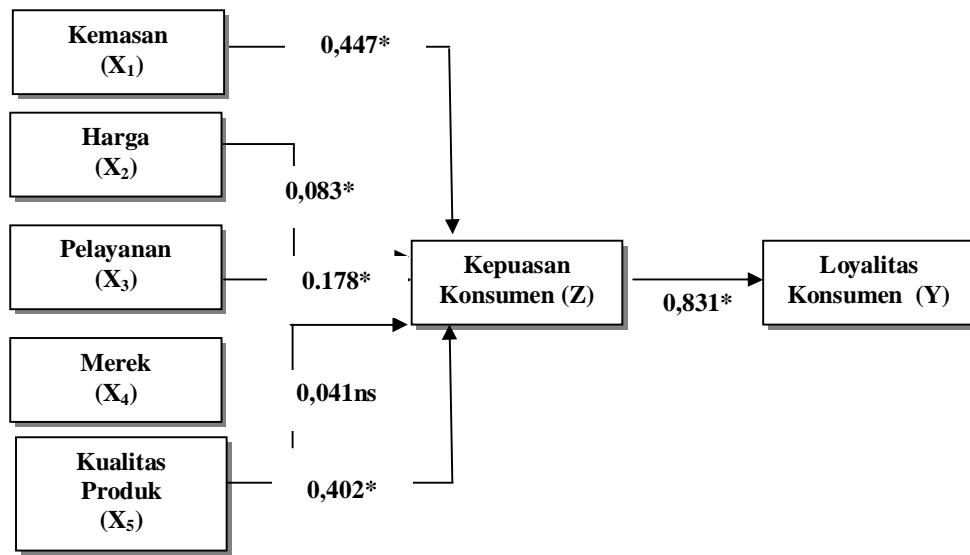 Kemasan
(X₁)
0,447*
Harga
(X₂)
0,083*
Pelayanan
(X₃)
0.178*
Kepuasan
Konsumen (Z)
0,831*
Loyalitas
Konsumen (Y)
Merek
(X₄)
0,041ns
Kualitas
Produk
(X₅)
0,402*